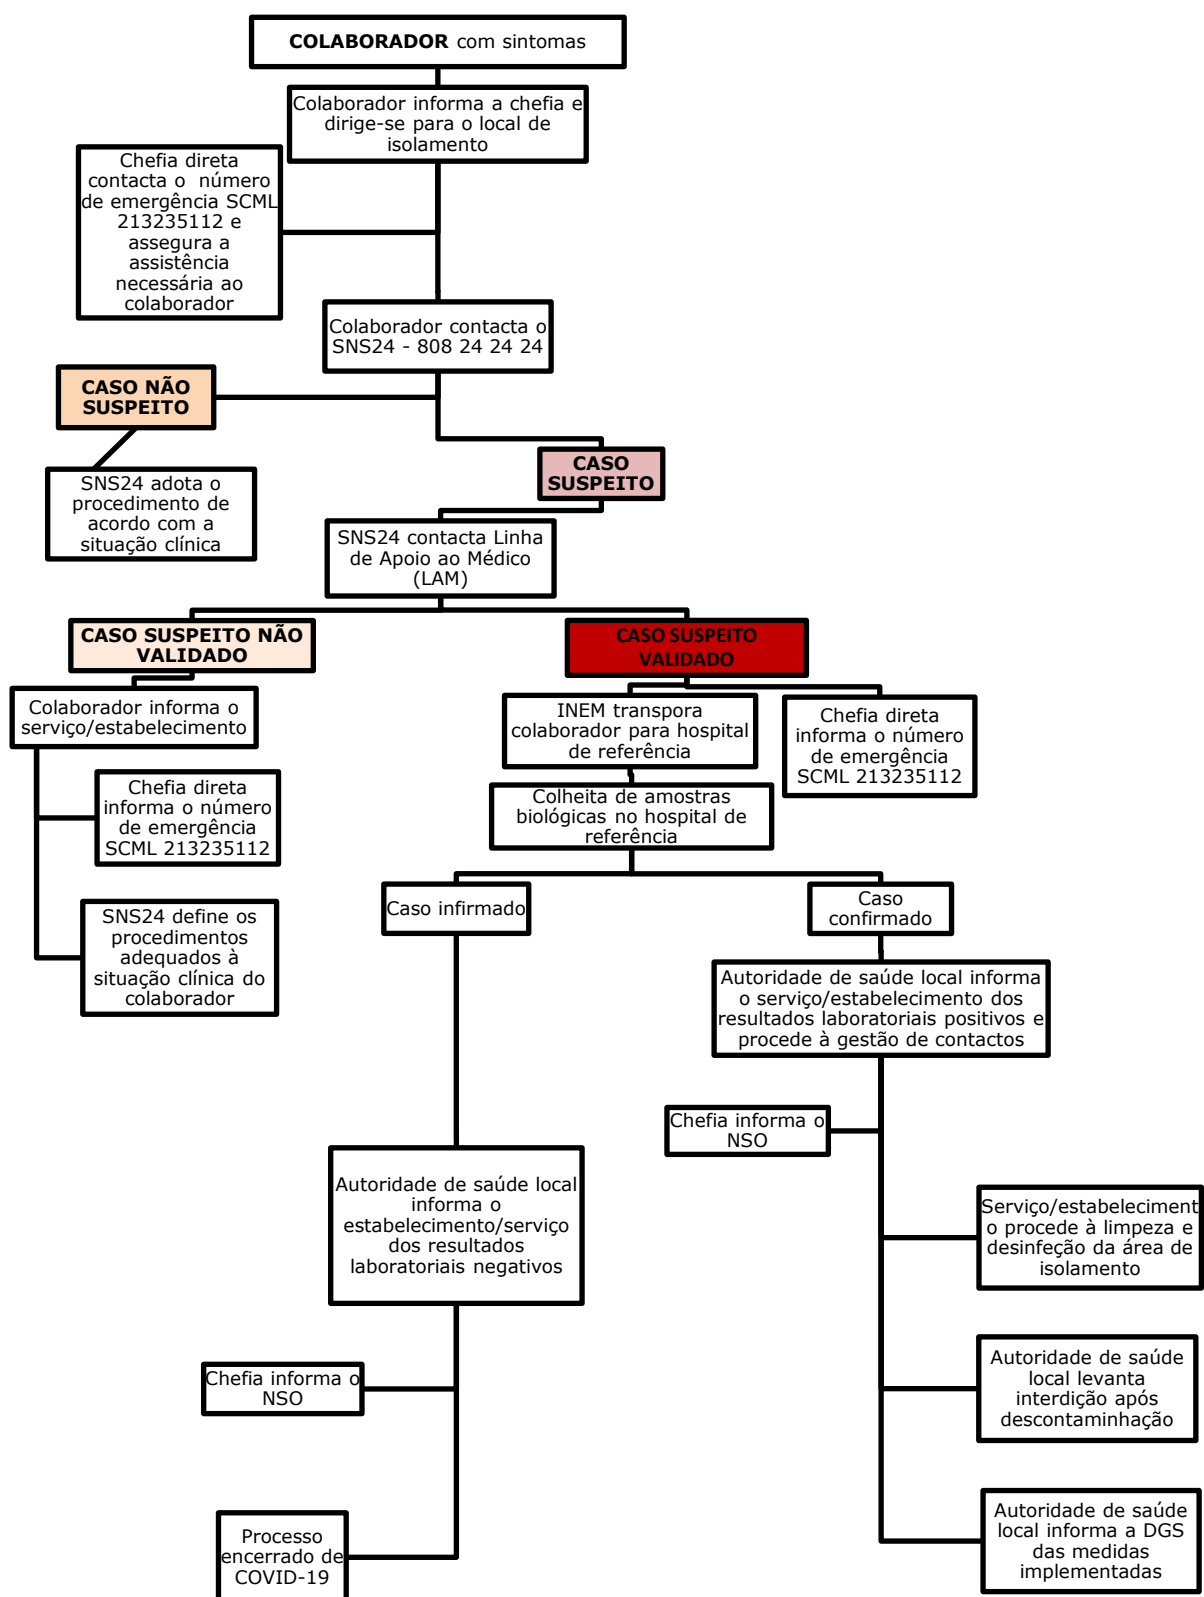 COLABORADOR com sintomas
Colaborador informa a chefia e
dirige-se para o local de
isolamento
Chefia direta
contacta o número
de emergência SCML
213235112 e
assegura a
assistência
necessária ao
colaborador
Colaborador contacta o
SNS24 - 808 24 24 24
CASO NÃO
SUSPEITO
CASO
SUSPEITO
SNS24 adota o
procedimento de
acordo com a
situação clínica
SNS24 contacta Linha
de Apoio ao Médico
(LAM)
CASO SUSPEITO NÃO
VALIDADO
CASO SUSPEITO
VALIDADO
Colaborador informa o
serviço/estabelecimento
INEM transpora
colaborador para hospital
de referência
Chefia direta
informa o número
de emergência
SCML 213235112
Chefia direta
informa o número
de emergência
SCML 213235112
Colheita de amostras
biológicas no hospital de
referência
SNS24 define os
procedimentos
adequados à
situação clínica do
colaborador
Caso infirmado
Caso
confirmado
Autoridade de saúde local informa
o serviço/estabelecimento dos
resultados laboratoriais positivos e
procede à gestão de contactos
Chefia informa o
NSO
Autoridade de saúde local
informa o
estabelecimento/serviço
dos resultados
laboratoriais negativos
Serviço/estabeleciment
o procede à limpeza e
desinfeção da área de
isolamento
Chefia informa o
NSO
Autoridade de saúde
local levanta
interdição após
descontaminhação
Processo
encerrado de
COVID-19
Autoridade de saúde
local informa a DGS
das medidas
implementadas